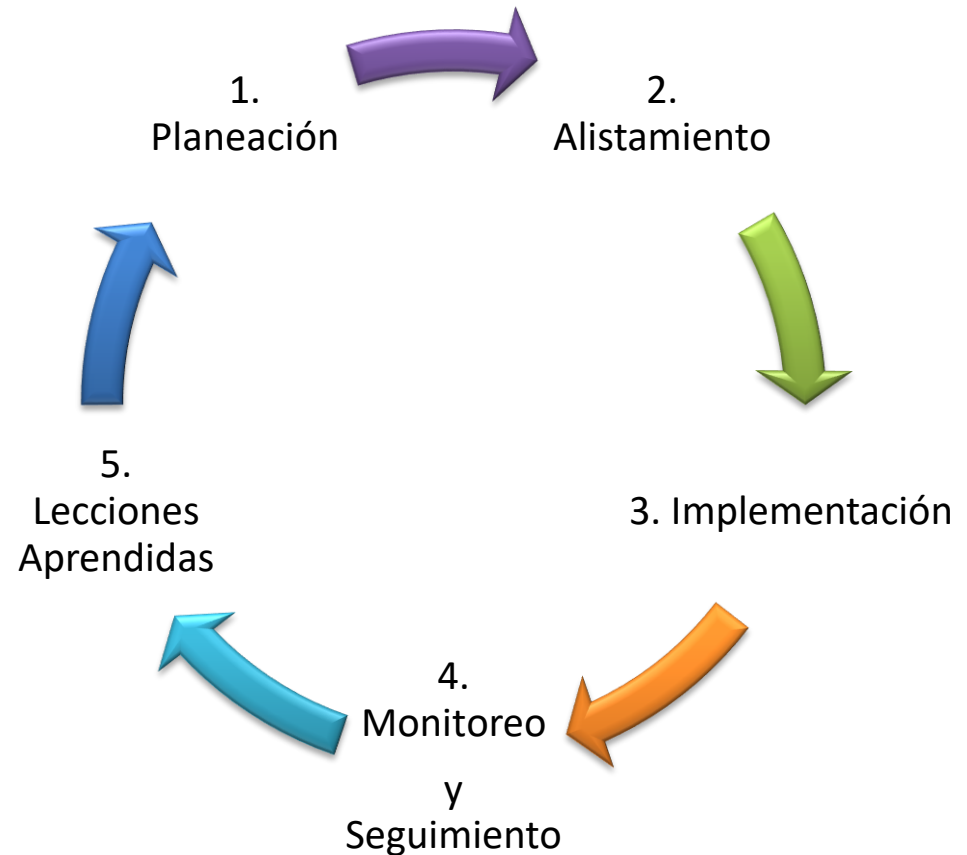 1.
Planeación
2.
Alistamiento
3. Implementación
4.
Monitoreo
y
Seguimiento
5.
Lecciones
Aprendidas